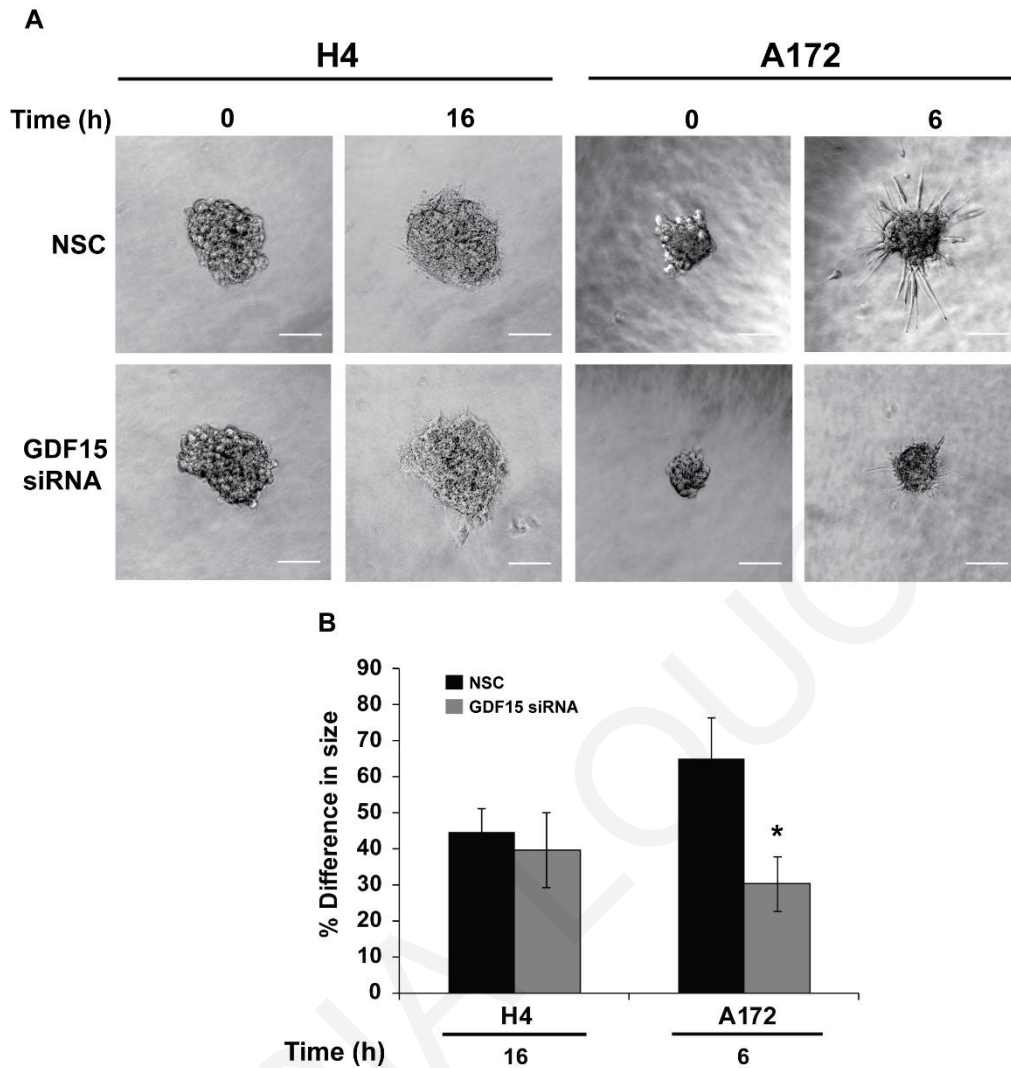 A
H4 A172
Time (h) 0 16 0 6
NSC
GDF15
siRNA
B
90
80
70
60
50
40
30
20
10
0
% Difference in size
NSC
GDF15 siRNA
*
H4 A172
Time (h) 16 6